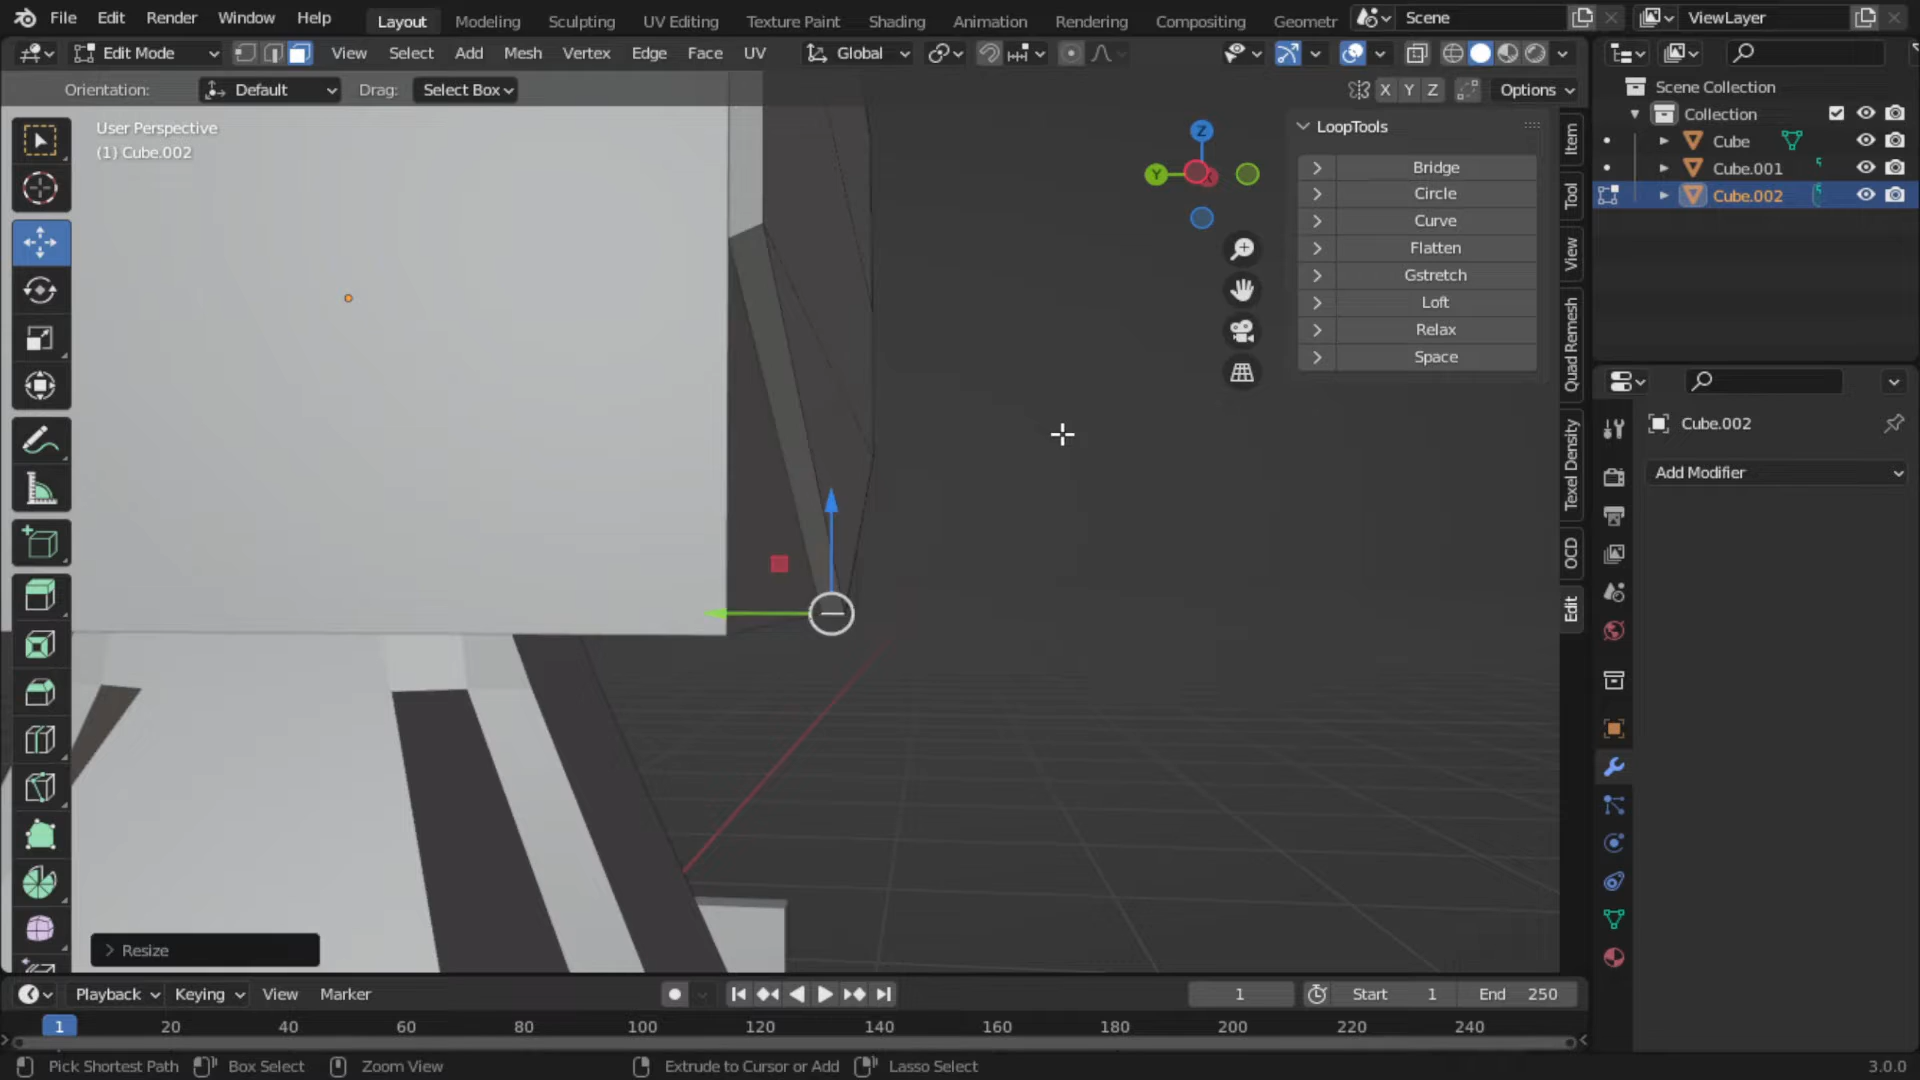 File Edit Render Window Help Layout Modeling Sculpting UV Editing Texture Paint Shading Animation Rendering Compositing Geometr Scene ViewLayer
Edit Mode View Select Add Mesh Vertex Edge Face UV Global
Orientation: Default Drag: Select Box X Y Z Options
User Perspective
(1) Cube.002
Z
Y
LoopTools
Bridge
Circle
Curve
Flatten
Gstretch
Loft
Relax
Space
Item
Tool
View
Quad Remesh
Texel Density
OCD
Edit
Scene Collection
Collection
Cube
Cube.001
Cube.002
Cube.002
Add Modifier
Resize
Playback Keying View Marker 1 Start 1 End 250
1 20 40 60 80 100 120 140 160 180 200 220 240
Pick Shortest Path Box Select Zoom View Extrude to Cursor or Add Lasso Select 3.0.0